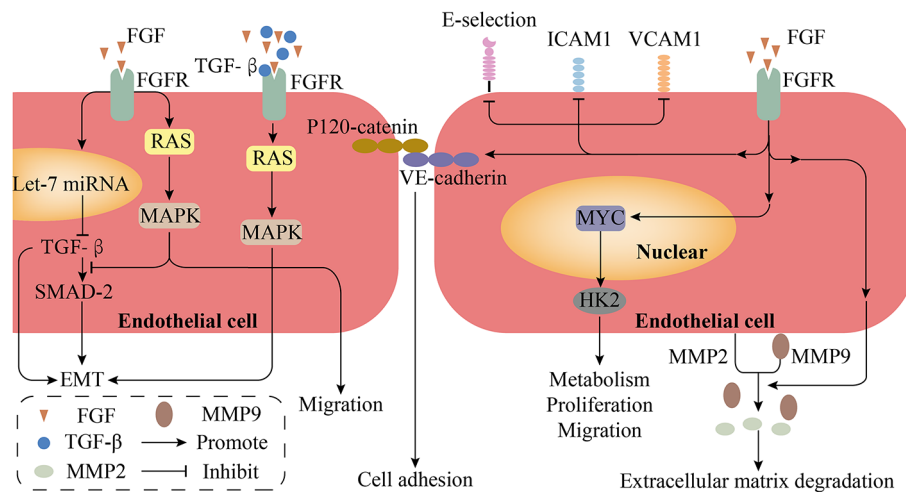 FGF
FGFR
TGF- β
FGFR
RAS
RAS
Let-7 miRNA
MAPK
MAPK
TGF- β
SMAD-2
Endothelial cell
EMT
Migration
P120-catenin
VE-cadherin
Cell adhesion
E-selection
ICAM1
VCAM1
FGF
FGFR
MYC
Nuclear
HK2
Endothelial cell
Metabolism
Proliferation
Migration
MMP2
MMP9
Extracellular matrix degradation
FGF
MMP9
TGF-β
Promote
MMP2
Inhibit